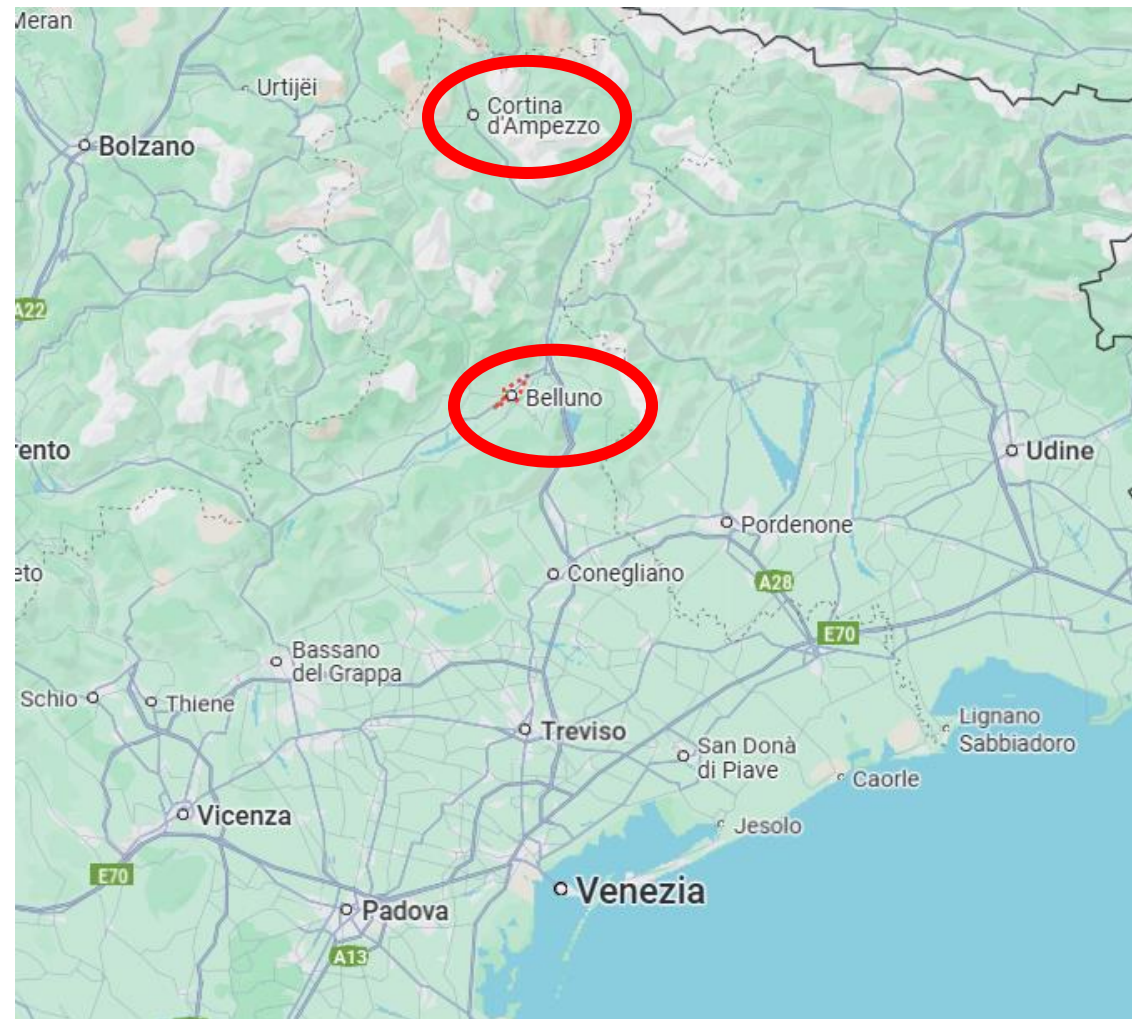 Meran
Urtijëi
Cortina
d'Ampezzo
Bolzano
A22
Belluno
rento
Udine
Pordenone
eto
Conegliano
A28
E70
Bassano
del Grappa
Schio
Thiene
Treviso
Lignano
Sabbiadoro
San Donà
di Piave
Caorle
Vicenza
Jesolo
E70
Venezia
Padova
A13